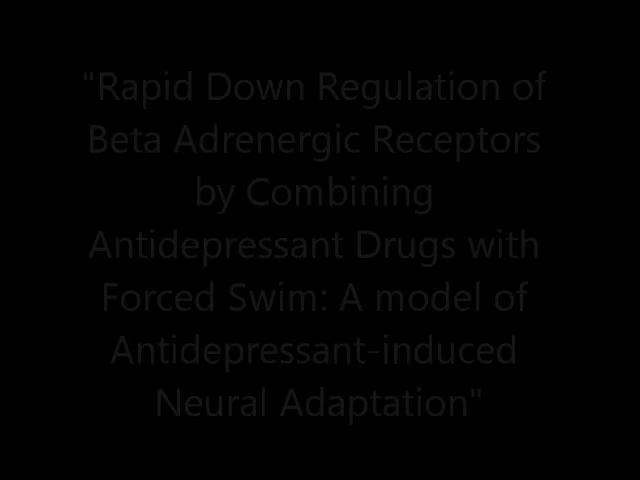 "Rapid Down Regulation of
Beta Adrenergic Receptors
by Combining
Antidepressant Drugs with
Forced Swim: A model of
Antidepressant-induced
Neural Adaptation"